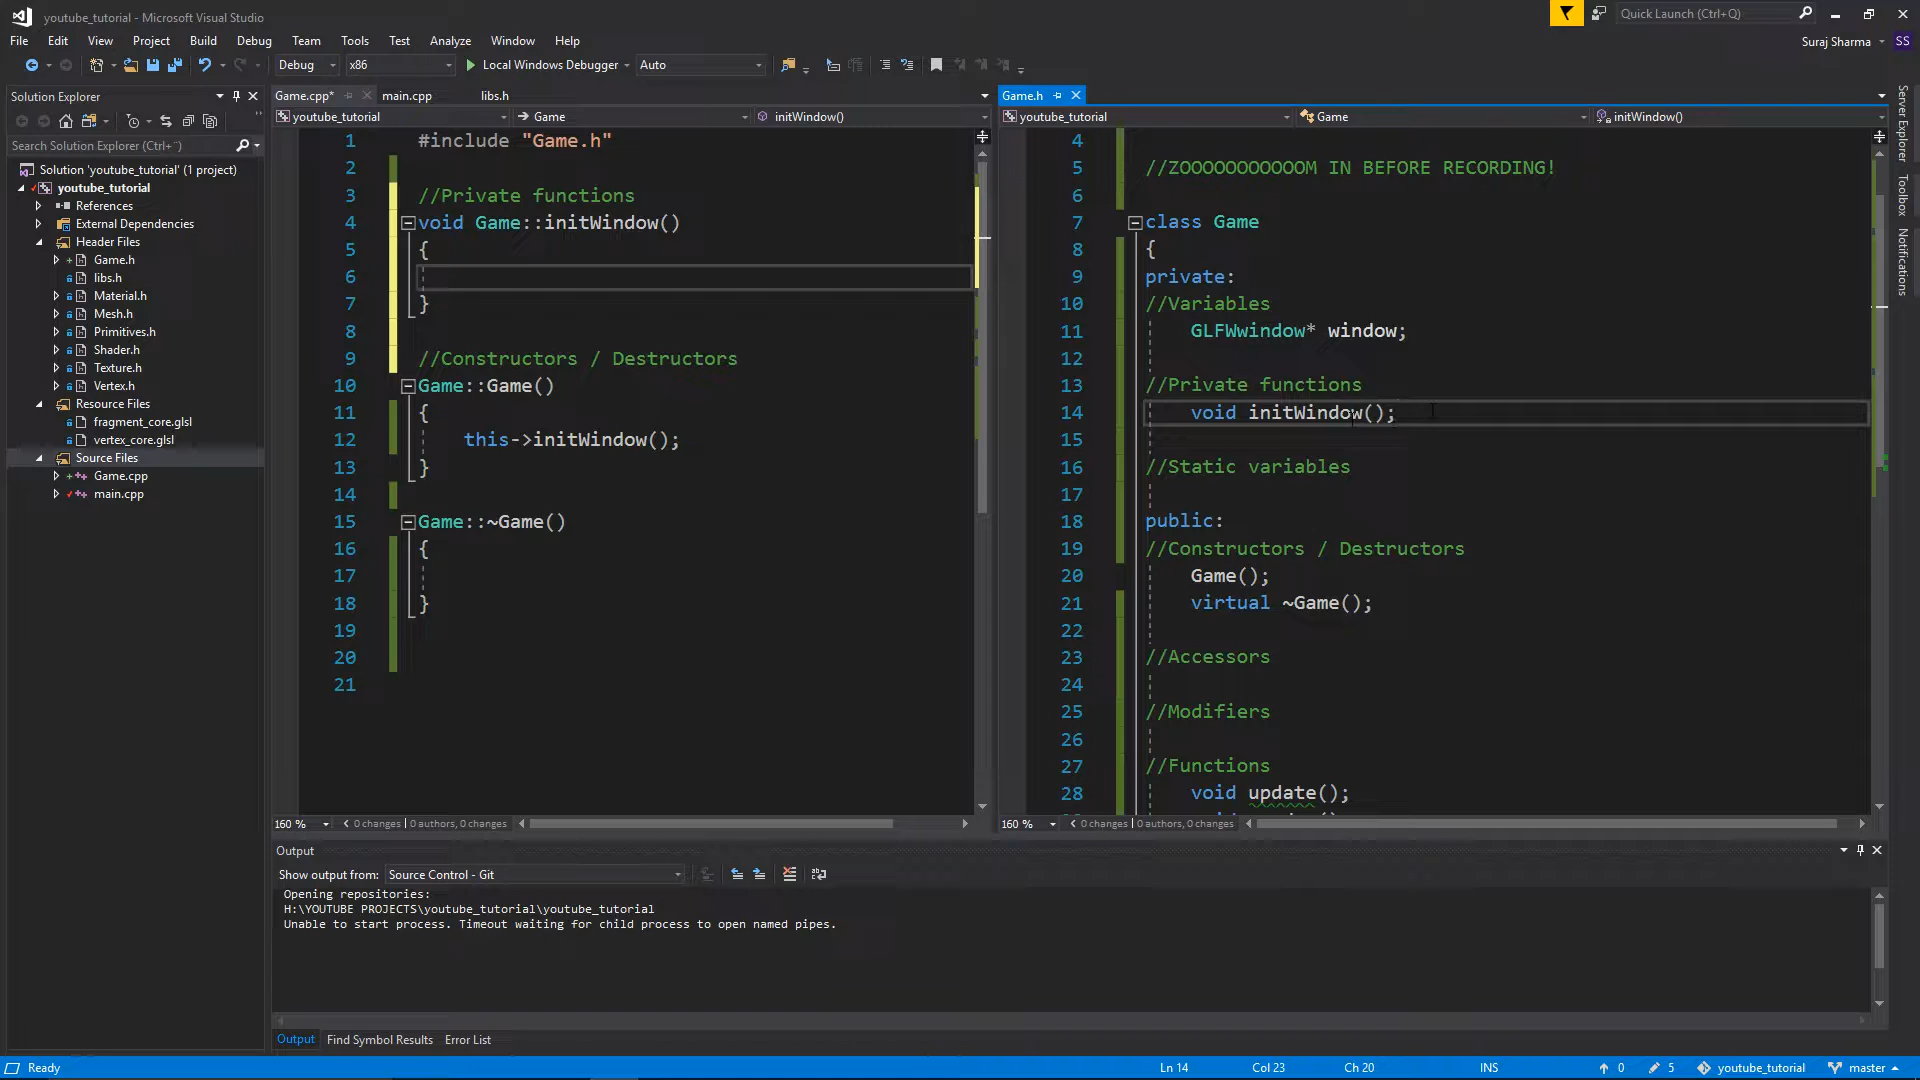 youtube_tutorial - Microsoft Visual Studio
Quick Launch (Ctrl+Q)
File Edit View Project Build Debug Team Tools Test Analyze Window Help
Suraj Sharma SS
Debug x86 Local Windows Debugger Auto
Solution Explorer
Search Solution Explorer (Ctrl+¨)
Solution 'youtube_tutorial' (1 project)
youtube_tutorial
References
External Dependencies
Header Files
Game.h
libs.h
Material.h
Mesh.h
Primitives.h
Shader.h
Texture.h
Vertex.h
Resource Files
fragment_core.glsl
vertex_core.glsl
Source Files
Game.cpp
main.cpp
Game.cpp* main.cpp libs.h
youtube_tutorial Game initWindow()
1 #include "Game.h"
2
3 //Private functions
4 void Game::initWindow()
5 {
6
7 }
8
9 //Constructors / Destructors
10 Game::Game()
11 {
12 this->initWindow();
13 }
14
15 Game::~Game()
16 {
17
18 }
19
20
21
160 % 0 changes | 0 authors, 0 changes
Game.h
youtube_tutorial Game initWindow()
4
5 //ZOOOOOOOOOOM IN BEFORE RECORDING!
6
7 class Game
8 {
9 private:
10 //Variables
11 GLFWwindow* window;
12
13 //Private functions
14 void initWindow();
15
16 //Static variables
17
18 public:
19 //Constructors / Destructors
20 Game();
21 virtual ~Game();
22
23 //Accessors
24
25 //Modifiers
26
27 //Functions
28 void update();
160 % 0 changes | 0 authors, 0 changes
Server Explorer
Toolbox
Notifications
Output
Show output from: Source Control - Git
Opening repositories:
H:\YOUTUBE PROJECTS\youtube_tutorial\youtube_tutorial
Unable to start process. Timeout waiting for child process to open named pipes.
Output Find Symbol Results Error List
Ready Ln 14 Col 23 Ch 20 INS 0 5 youtube_tutorial master